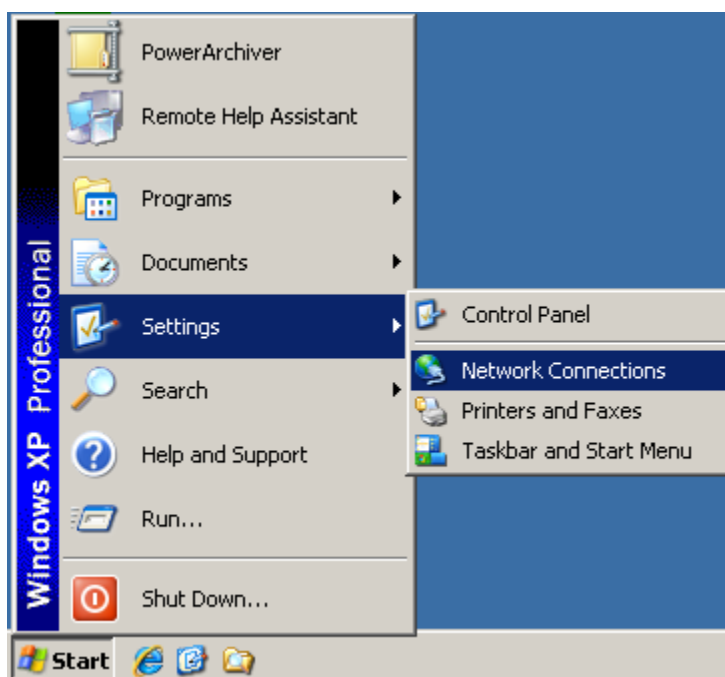 PowerArchiver
Remote Help Assistant
Programs
Documents
Settings
Search
Help and Support
Run...
Shut Down...
Control Panel
Network Connections
Printers and Faxes
Taskbar and Start Menu
Windows XP Professional
Start